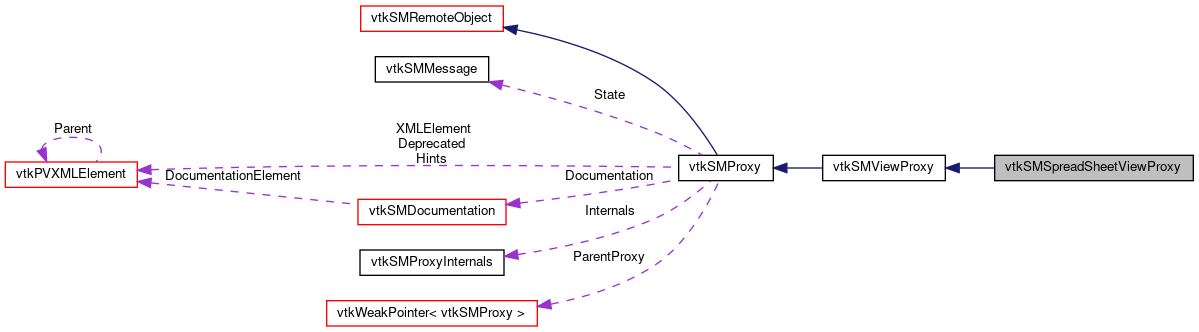 vtkSMRemoteObject
vtkSMMessage
State
Parent
XMLElement
Deprecated
Hints
vtkPVXMLElement
vtkSMProxy
vtkSMViewProxy
vtkSMSpreadSheetViewProxy
DocumentationElement
Documentation
vtkSMDocumentation
Internals
vtkSMProxyInternals
ParentProxy
vtkWeakPointer< vtkSMProxy >